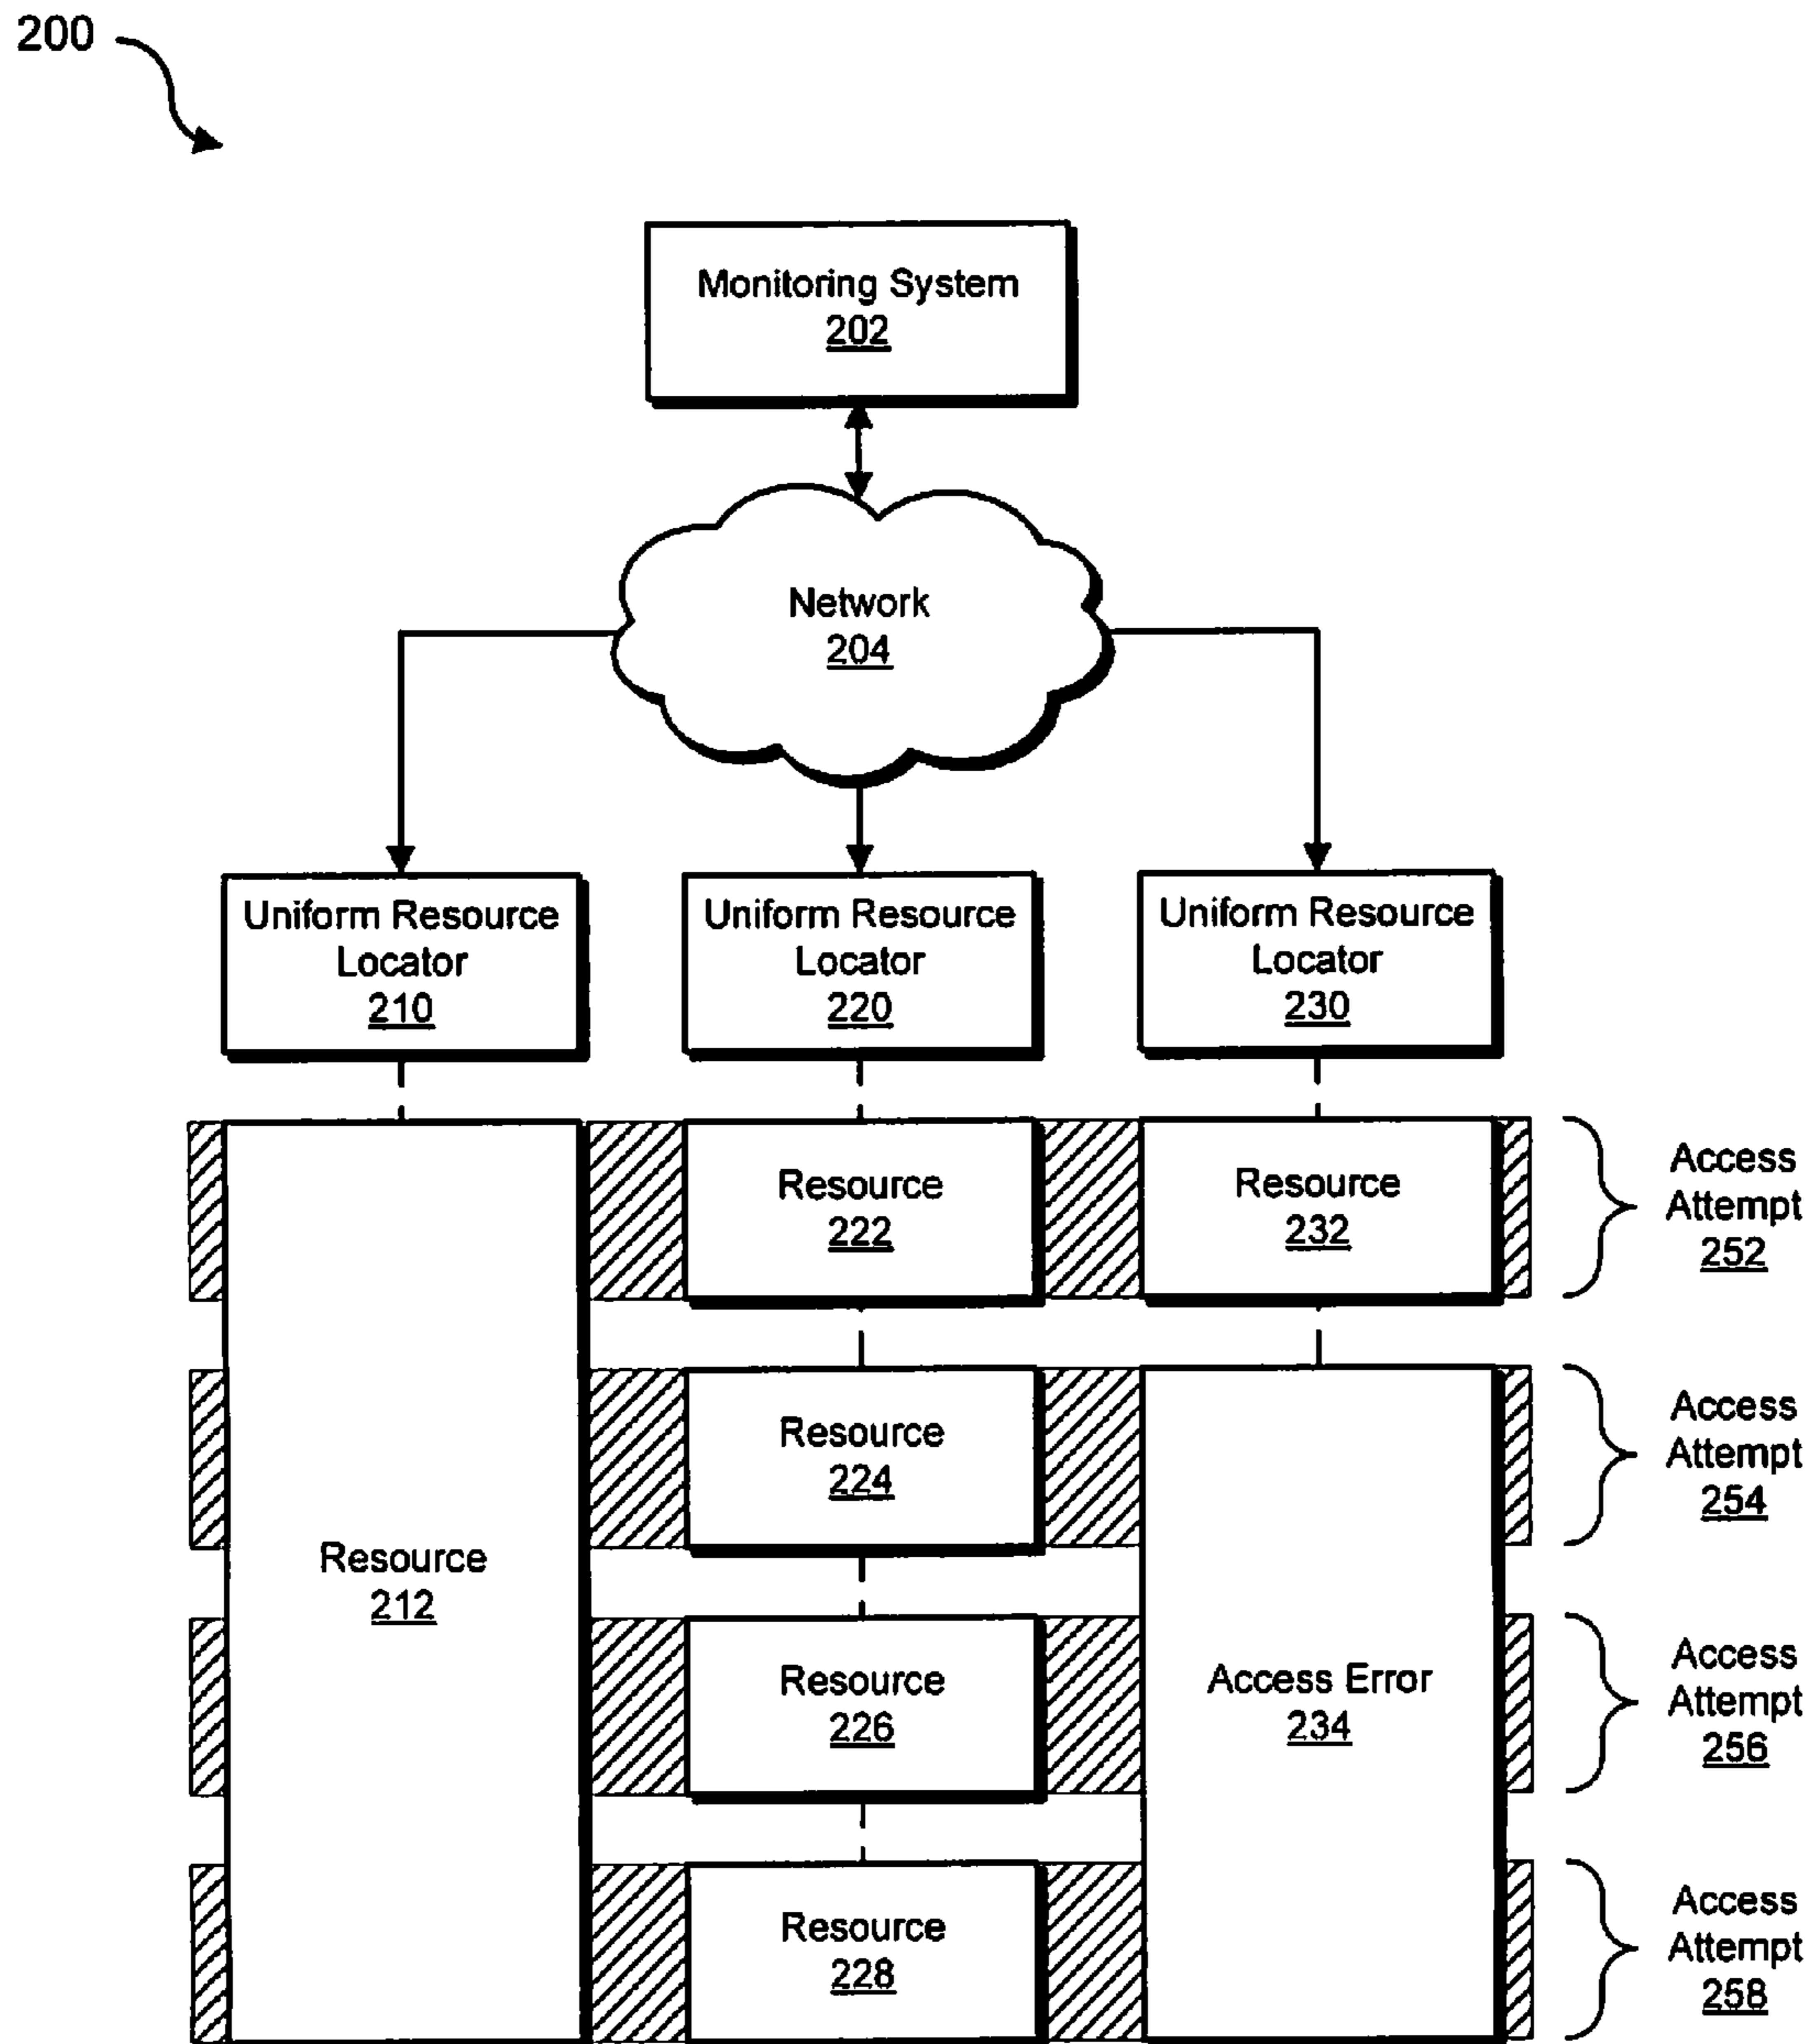 200
Monitoring System
202
Network
204
Uniform Resource
Locator
210
Uniform Resource
Locator
220
Uniform Resource
Locator
230
Resource
222
Resource
232
Access
Attempt
252
Resource
224
Access
Attempt
254
Resource
212
Resource
226
Access Error
234
Access
Attempt
256
Resource
228
Access
Attempt
258